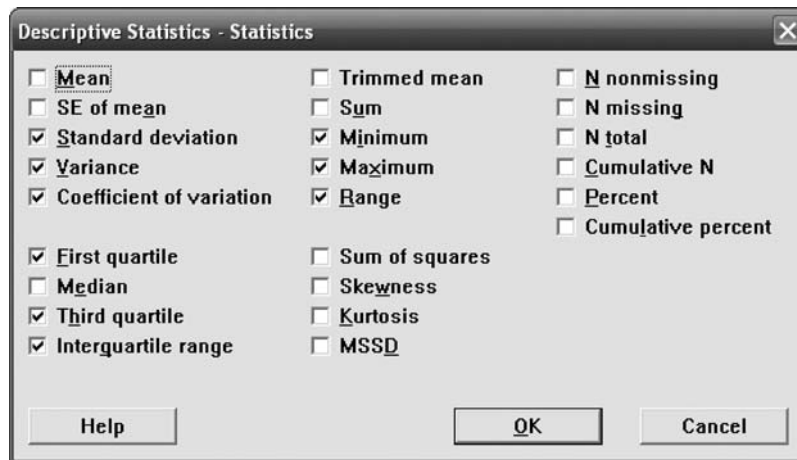 Descriptive Statistics - Statistics
Mean
SE of mean
Standard deviation
Variance
Coefficient of variation
First quartile
Median
Third quartile
Interquartile range
Trimmed mean
Sum
Minimum
Maximum
Range
Sum of squares
Skewness
Kurtosis
MSSD
N nonmissing
N missing
N total
Cumulative N
Percent
Cumulative percent
Help
OK
Cancel